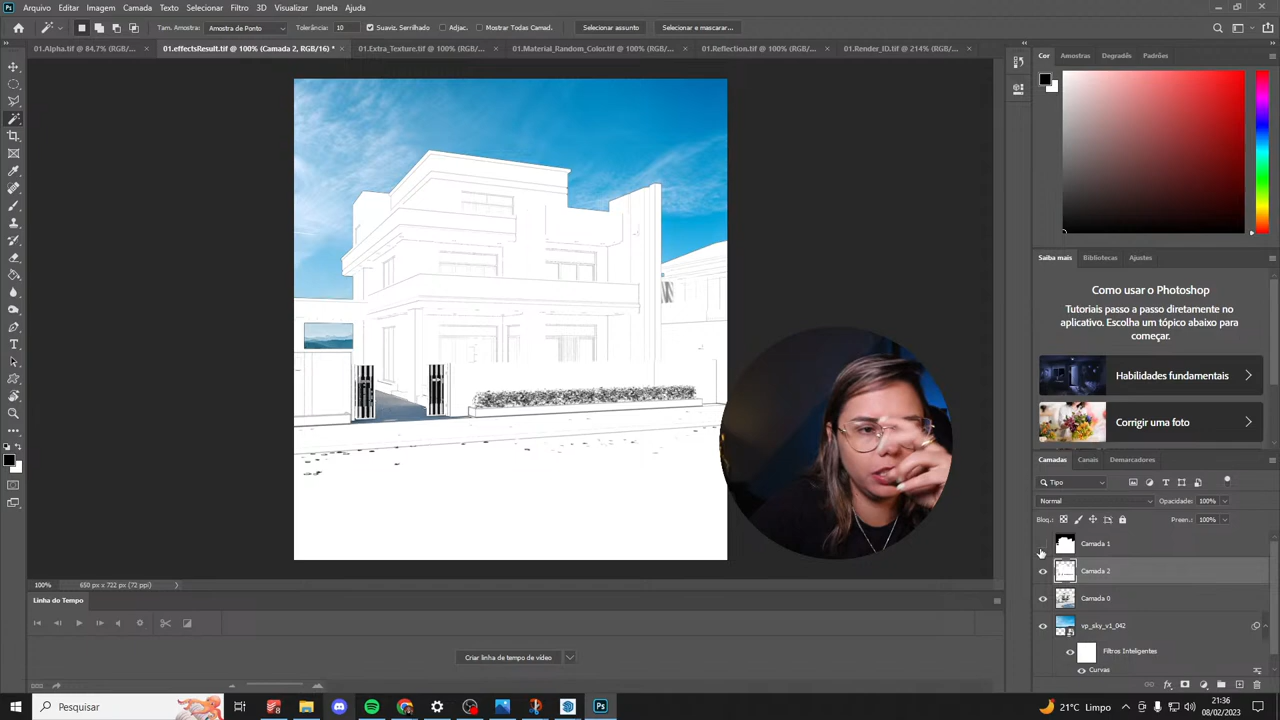 Arquivo Editar Imagem Camada Texto Selecionar Filtro 3D Visualizar Janela Ajuda
Tam. Amostra: Amostra de Ponto Tolerância: 10 Suaviz. Serrilhado Adjac. Mostrar Todas Camad. Selecionar assunto Selecionar e mascarar...
01.Alpha.tif @ 84,7% (RGB/... × 01.effectsResult.tif @ 100% (Camada 2, RGB/16) * × 01.Extra_Texture.tif @ 100% (RGB/... × 01.Material_Random_Color.tif @ 100% (RGB/... × 01.Reflection.tif @ 100% (RGB/... × 01.Render_ID.tif @ 214% (RGB/... ×
Cor Amostras Degradês Padrões
Saiba mais Bibliotecas Ajustes
Como usar o Photoshop
Tutoriais passo a passo diretamente no
aplicativo. Escolha um tópico abaixo para
começar.
Habilidades fundamentais
Corrigir uma foto
Camadas Canais Demarcadores
Tipo
Normal Opacidade: 100%
Bloq.: Preen.: 100%
Camada 1
Camada 2
Camada 0
vp_sky_v1_042
Filtros Inteligentes
Curvas
100% 650 px x 722 px (72 ppi)
Linha do Tempo
Criar linha de tempo de vídeo
Pesquisar
21°C Limpo
21:36
08/02/2023